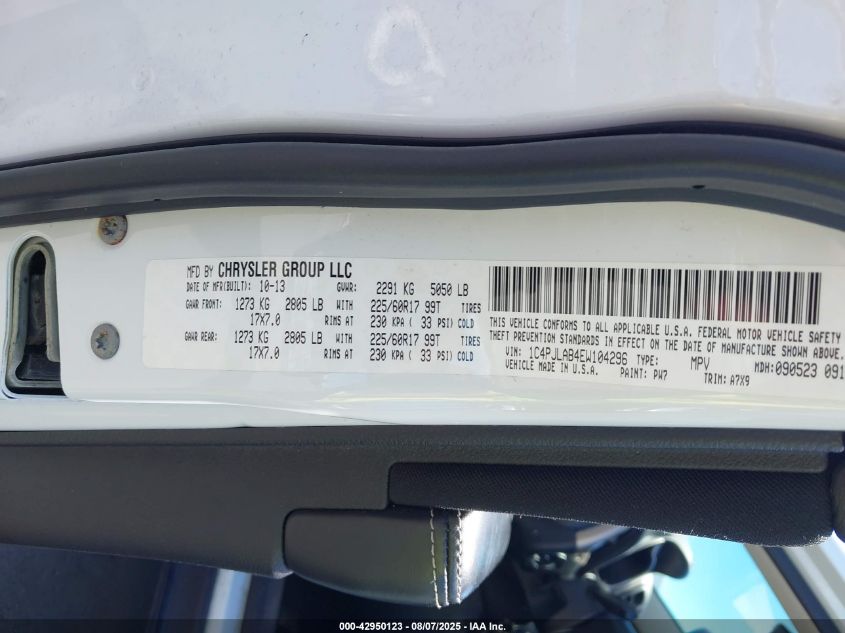 MFD BY CHRYSLER GROUP LLC
DATE OF MFR(BUILT): 10-13 GVWR: 2291 KG 5050 LB
GAWR FRONT: 1273 KG 2805 LB WITH 225/60R17 99T TIRES
17X7.0 RIMS AT 230 KPA ( 33 PSI) COLD
GAWR REAR: 1273 KG 2805 LB WITH 225/60R17 99T TIRES
17X7.0 RIMS AT 230 KPA ( 33 PSI) COLD
THIS VEHICLE CONFORMS TO ALL APPLICABLE U.S.A. FEDERAL MOTOR VEHICLE SAFETY
THEFT PREVENTION STANDARDS IN EFFECT ON THE DATE OF MANUFACTURE SHOWN ABOVE.
VIN: 1C4PJLAB4EW104296 TYPE: MPV MDH:090523 091
VEHICLE MADE IN U.S.A. PAINT: PW7 TRIM: A7X9
000-42950123 - 08/07/2025 - IAA, Inc.